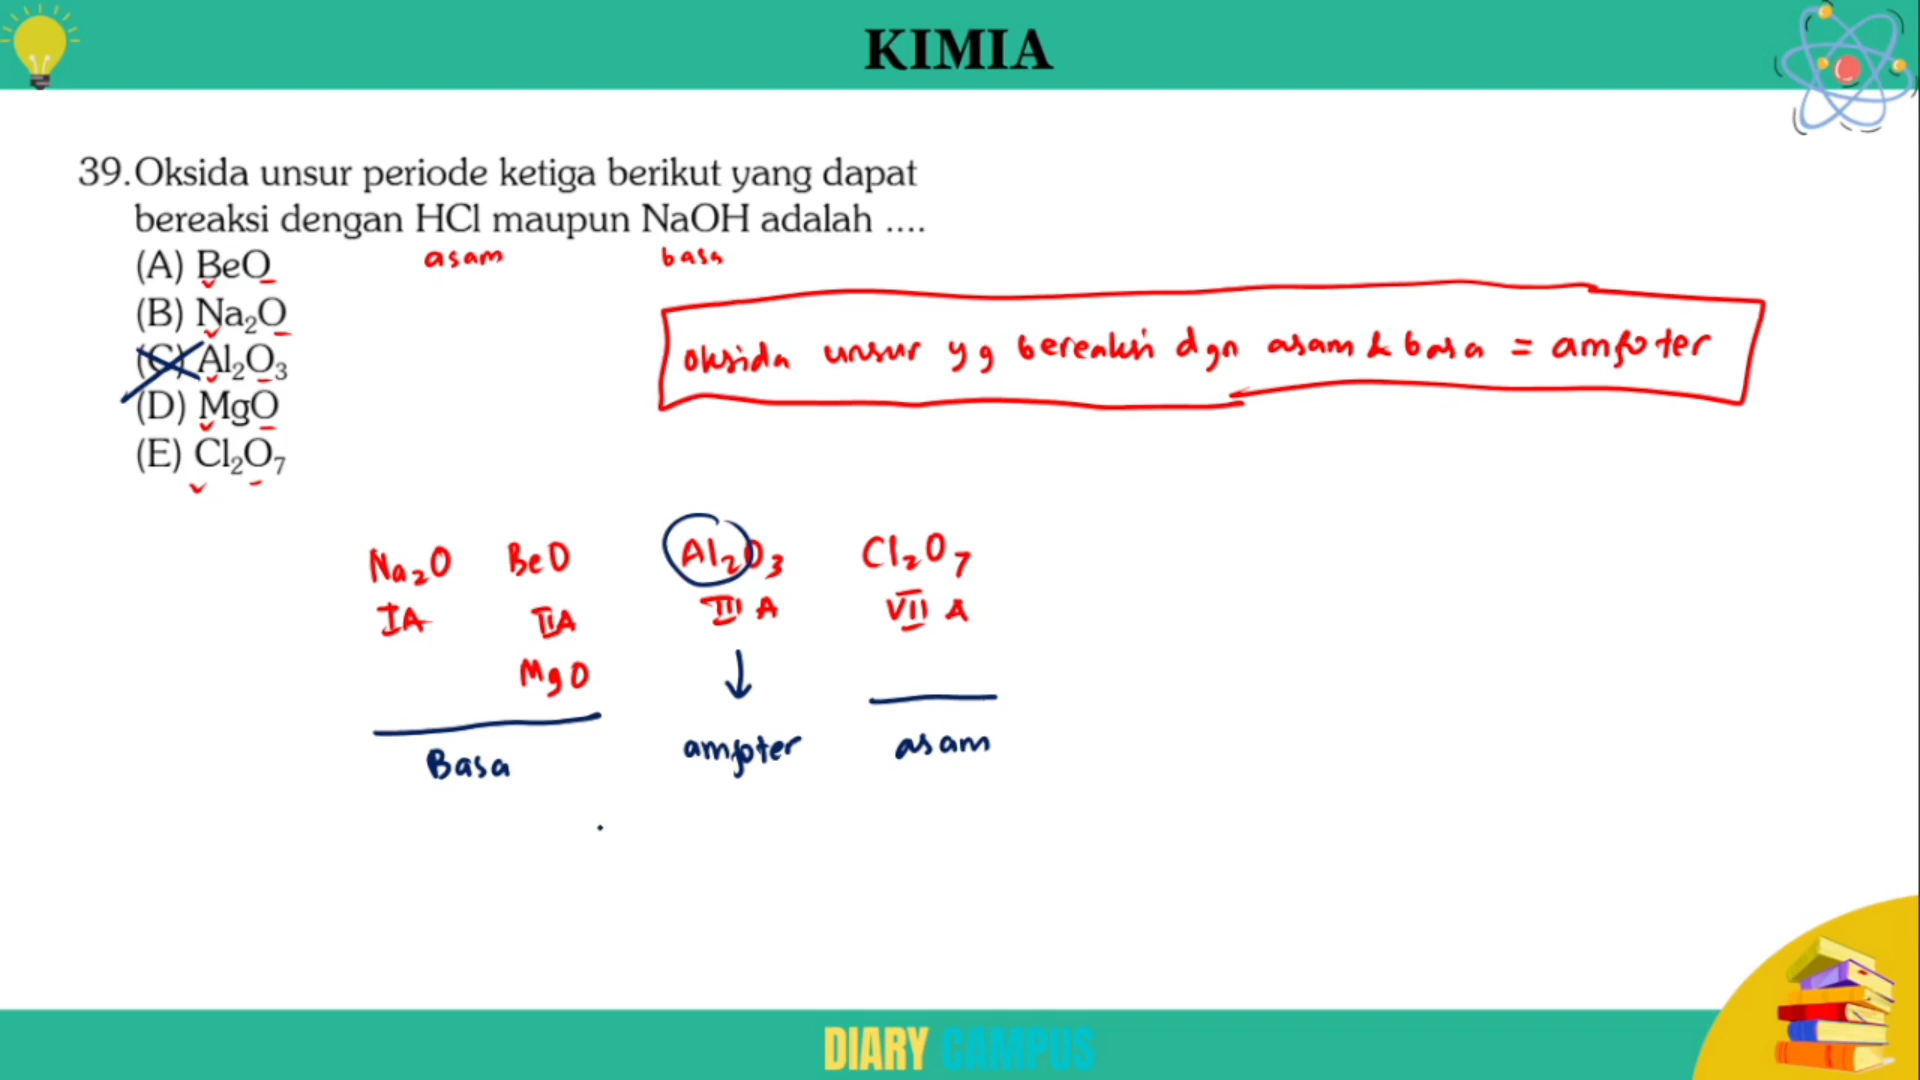 KIMIA
39. Oksida unsur periode ketiga berikut yang dapat
bereaksi dengan HCl maupun NaOH adalah ....
asam basa
(A) BeO
(B) Na₂O
(C) Al₂O₃
(D) MgO
(E) Cl₂O₇
oksida unsur yg bereaksi dgn asam & basa = amfoter
Na₂O BeO Al₂O₃ Cl₂O₇
IA IIA III A VII A
MgO
Basa amfoter asam
DIARY CAMPUS